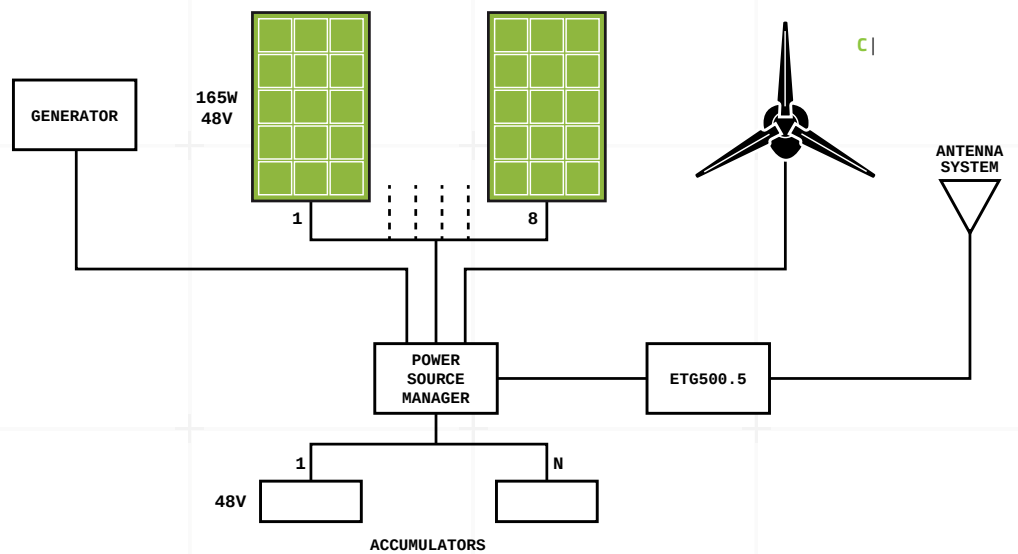 C|
165W
48V
GENERATOR
ANTENNA
SYSTEM
1
8
POWER
SOURCE
MANAGER
ETG500.5
1
N
48V
ACCUMULATORS